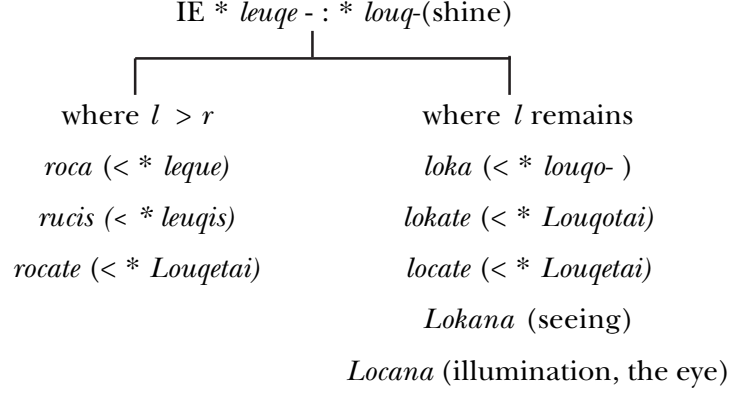 IE * leuqe - : * louq-(shine)
where l > r
roca (< * leque)
rucis (< * leuqis)
rocate (< * Louqetai)
where l remains
loka (< * louqo- )
lokate (< * Louqotai)
locate (< * Louqetai)
Lokana (seeing)
Locana (illumination, the eye)